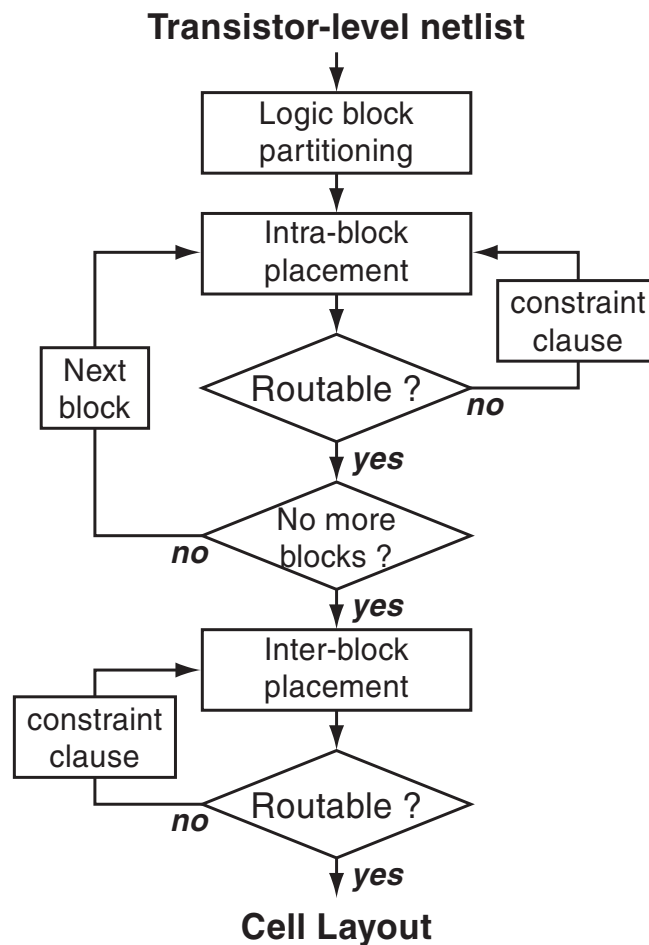 Transistor-level netlist
Logic block
partitioning
Intra-block
placement
constraint
clause
Next
block
Routable ?
no
yes
No more
blocks ?
no
yes
Inter-block
placement
constraint
clause
Routable ?
no
yes
Cell Layout